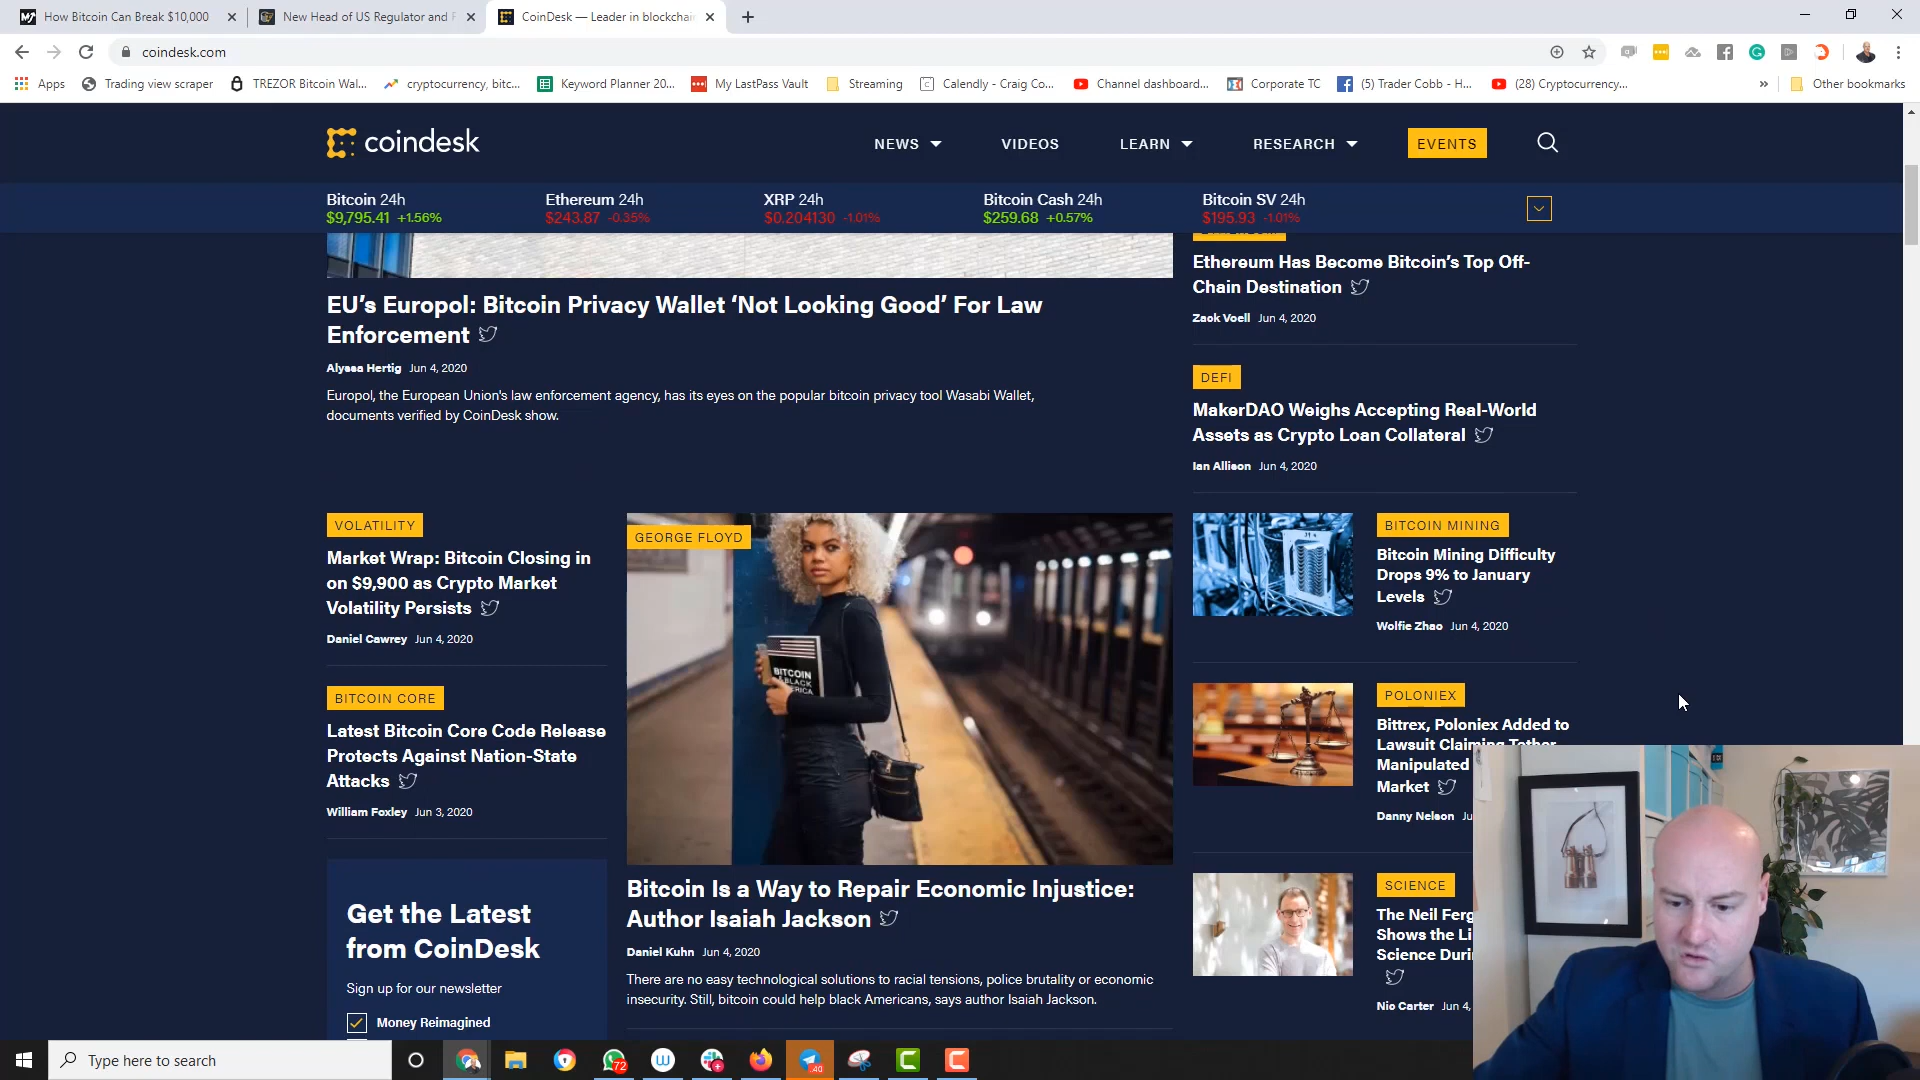 How Bitcoin Can Break $10,000
New Head of US Regulator and F
CoinDesk — Leader in blockchain
coindesk.com
Apps
Trading view scraper
TREZOR Bitcoin Wal...
cryptocurrency, bitc...
Keyword Planner 20...
My LastPass Vault
Streaming
Calendly - Craig Co...
Channel dashboard...
Corporate TC
(5) Trader Cobb - H...
(28) Cryptocurrency...
»
Other bookmarks
coindesk
NEWS
VIDEOS
LEARN
RESEARCH
EVENTS
Bitcoin 24h
$9,795.41 +1.56%
Ethereum 24h
$243.87 -0.35%
XRP 24h
$0.204130 -1.01%
Bitcoin Cash 24h
$259.68 +0.57%
Bitcoin SV 24h
$195.93 -1.01%
EU's Europol: Bitcoin Privacy Wallet ‘Not Looking Good’ For Law
Enforcement
Alyssa Hertig Jun 4, 2020
Europol, the European Union's law enforcement agency, has its eyes on the popular bitcoin privacy tool Wasabi Wallet,
documents verified by CoinDesk show.
Ethereum Has Become Bitcoin's Top Off-
Chain Destination
Zack Voell Jun 4, 2020
DEFI
MakerDAO Weighs Accepting Real-World
Assets as Crypto Loan Collateral
Ian Allison Jun 4, 2020
VOLATILITY
Market Wrap: Bitcoin Closing in
on $9,900 as Crypto Market
Volatility Persists
Daniel Cawrey Jun 4, 2020
BITCOIN CORE
Latest Bitcoin Core Code Release
Protects Against Nation-State
Attacks
William Foxley Jun 3, 2020
Get the Latest
from CoinDesk
Sign up for our newsletter
Money Reimagined
GEORGE FLOYD
BITCOIN
& BLACK
Bitcoin Is a Way to Repair Economic Injustice:
Author Isaiah Jackson
Daniel Kuhn Jun 4, 2020
There are no easy technological solutions to racial tensions, police brutality or economic
insecurity. Still, bitcoin could help black Americans, says author Isaiah Jackson.
BITCOIN MINING
Bitcoin Mining Difficulty
Drops 9% to January
Levels
Wolfie Zhao Jun 4, 2020
POLONIEX
Bittrex, Poloniex Added to
Lawsuit Claiming Tether
Manipulated
Market
Danny Nelson Ju
SCIENCE
The Neil Ferg
Shows the Li
Science Duri
Nic Carter Jun 4,
Type here to search
72
40